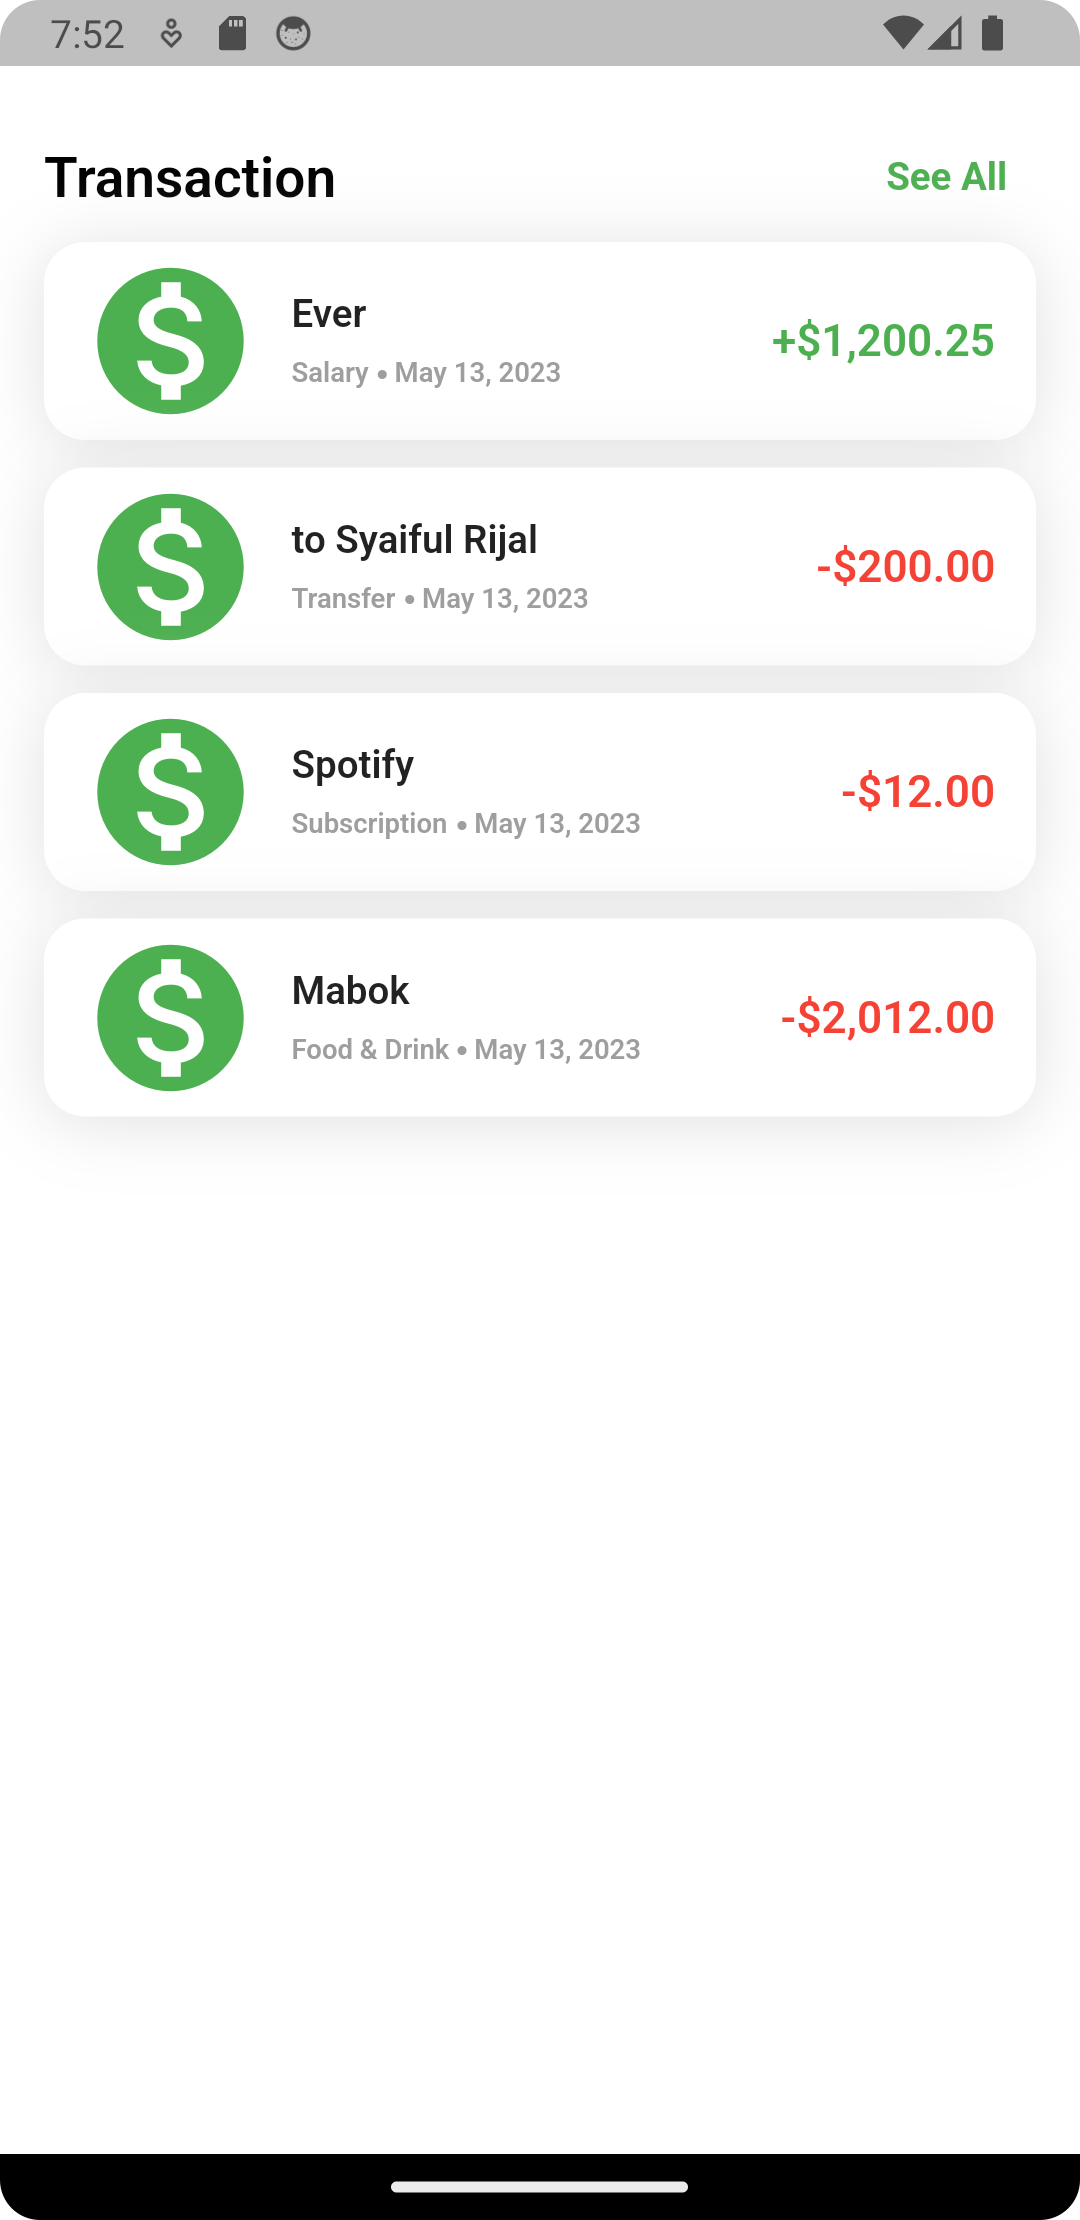 7:52
Transaction
See All
Ever
Salary • May 13, 2023
+$1,200.25
to Syaiful Rijal
Transfer • May 13, 2023
-$200.00
Spotify
Subscription • May 13, 2023
-$12.00
Mabok
Food & Drink • May 13, 2023
-$2,012.00